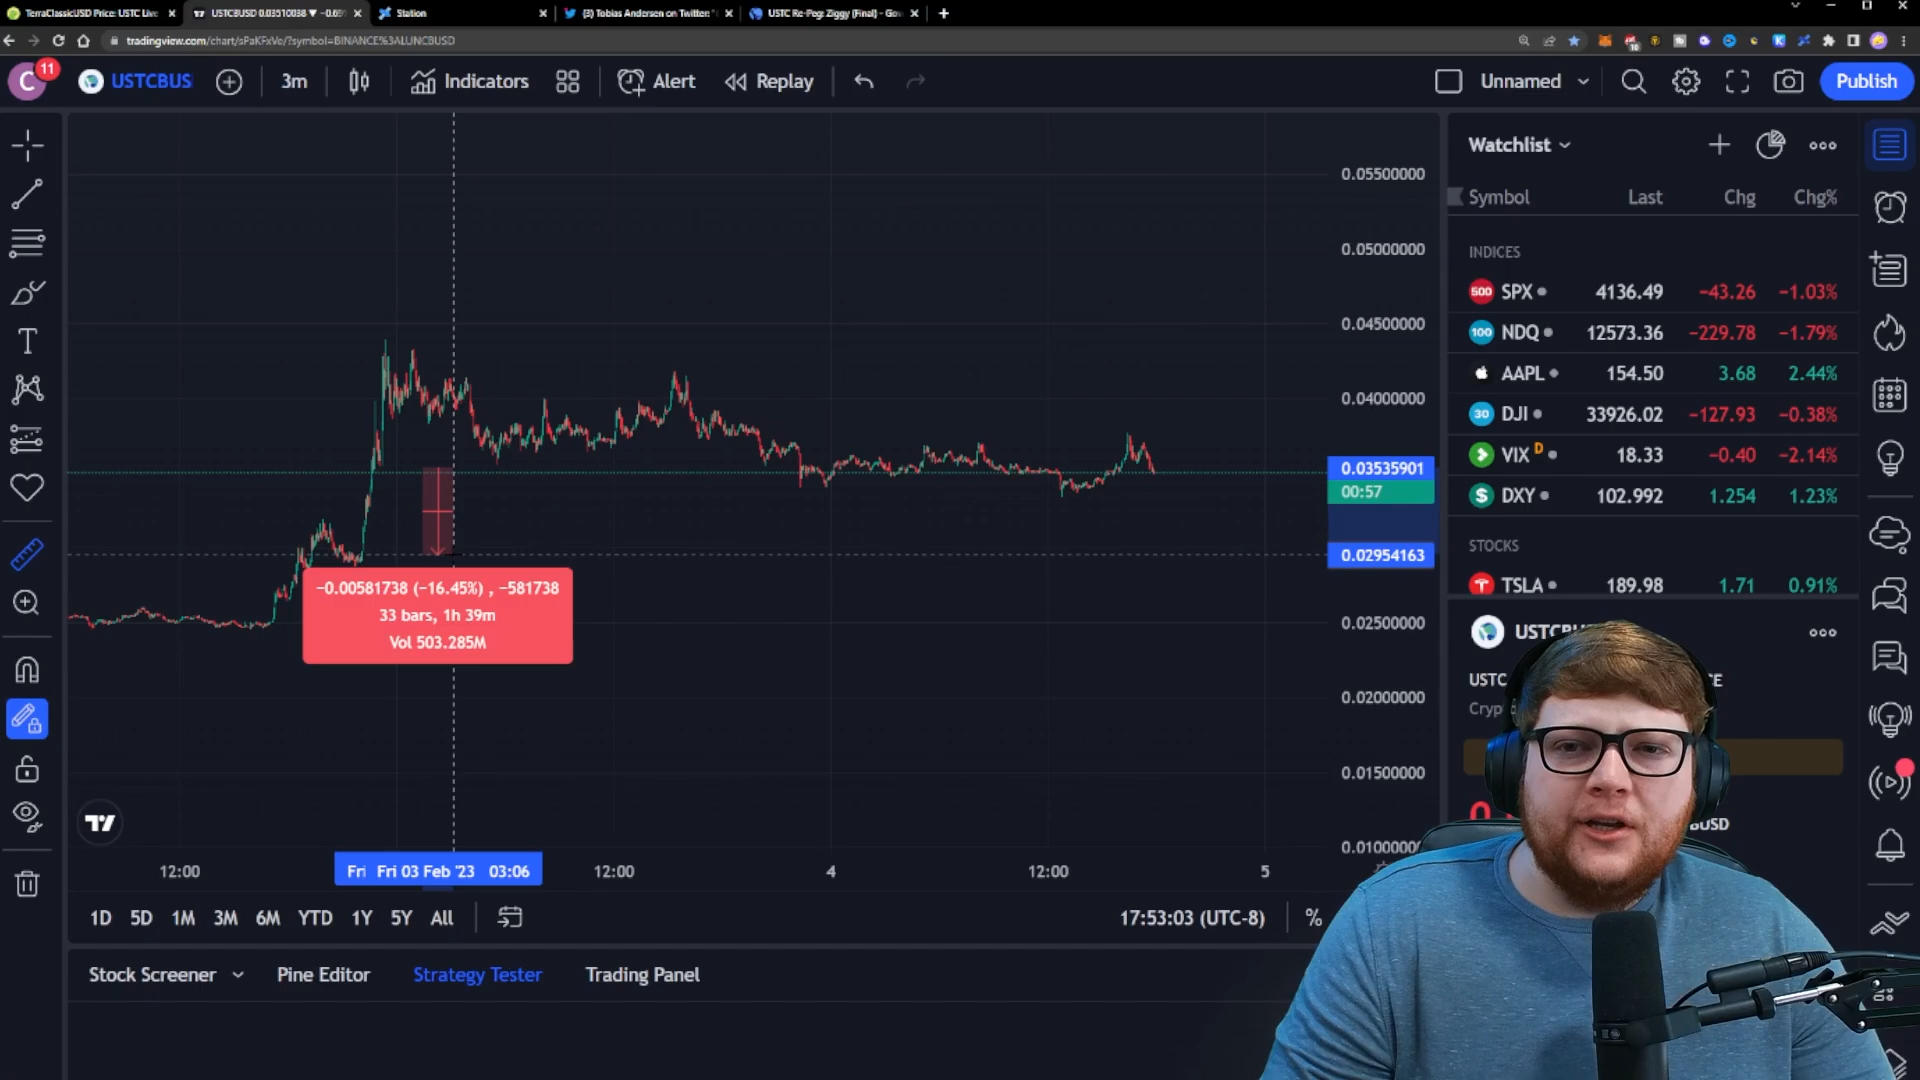 TerraClassicUSD Price: USTC Live
USTCBUSD 0.03510038 ▼ −0.65
Station
(3) Tobias Andersen on Twitter: "
USTC Re-Peg: Ziggy (Final) - Gov
tradingview.com/chart/sPaKFxVe/?symbol=BINANCE%3ALUNCBUSD
C
11
USTCBUS
3m
Indicators
Alert
Replay
Unnamed
Publish
0.05500000
0.05000000
0.04500000
0.04000000
0.03535901
00:57
0.02954163
0.02500000
0.02000000
0.01500000
0.01000000
−0.00581738 (−16.45%) , −581738
33 bars, 1h 39m
Vol 503.285M
12:00
Fri
Fri 03 Feb '23 03:06
12:00
4
12:00
5
1D 5D 1M 3M 6M YTD 1Y 5Y All
17:53:03 (UTC-8)
%
Stock Screener
Pine Editor
Strategy Tester
Trading Panel
Watchlist
Symbol Last Chg Chg%
INDICES
500 SPX 4136.49 −43.26 −1.03%
100 NDQ 12573.36 −229.78 −1.79%
AAPL 154.50 3.68 2.44%
30 DJI 33926.02 −127.93 −0.38%
VIX D 18.33 −0.40 −2.14%
$ DXY 102.992 1.254 1.23%
STOCKS
TSLA 189.98 1.71 0.91%
USTC
Cryp
BUSD